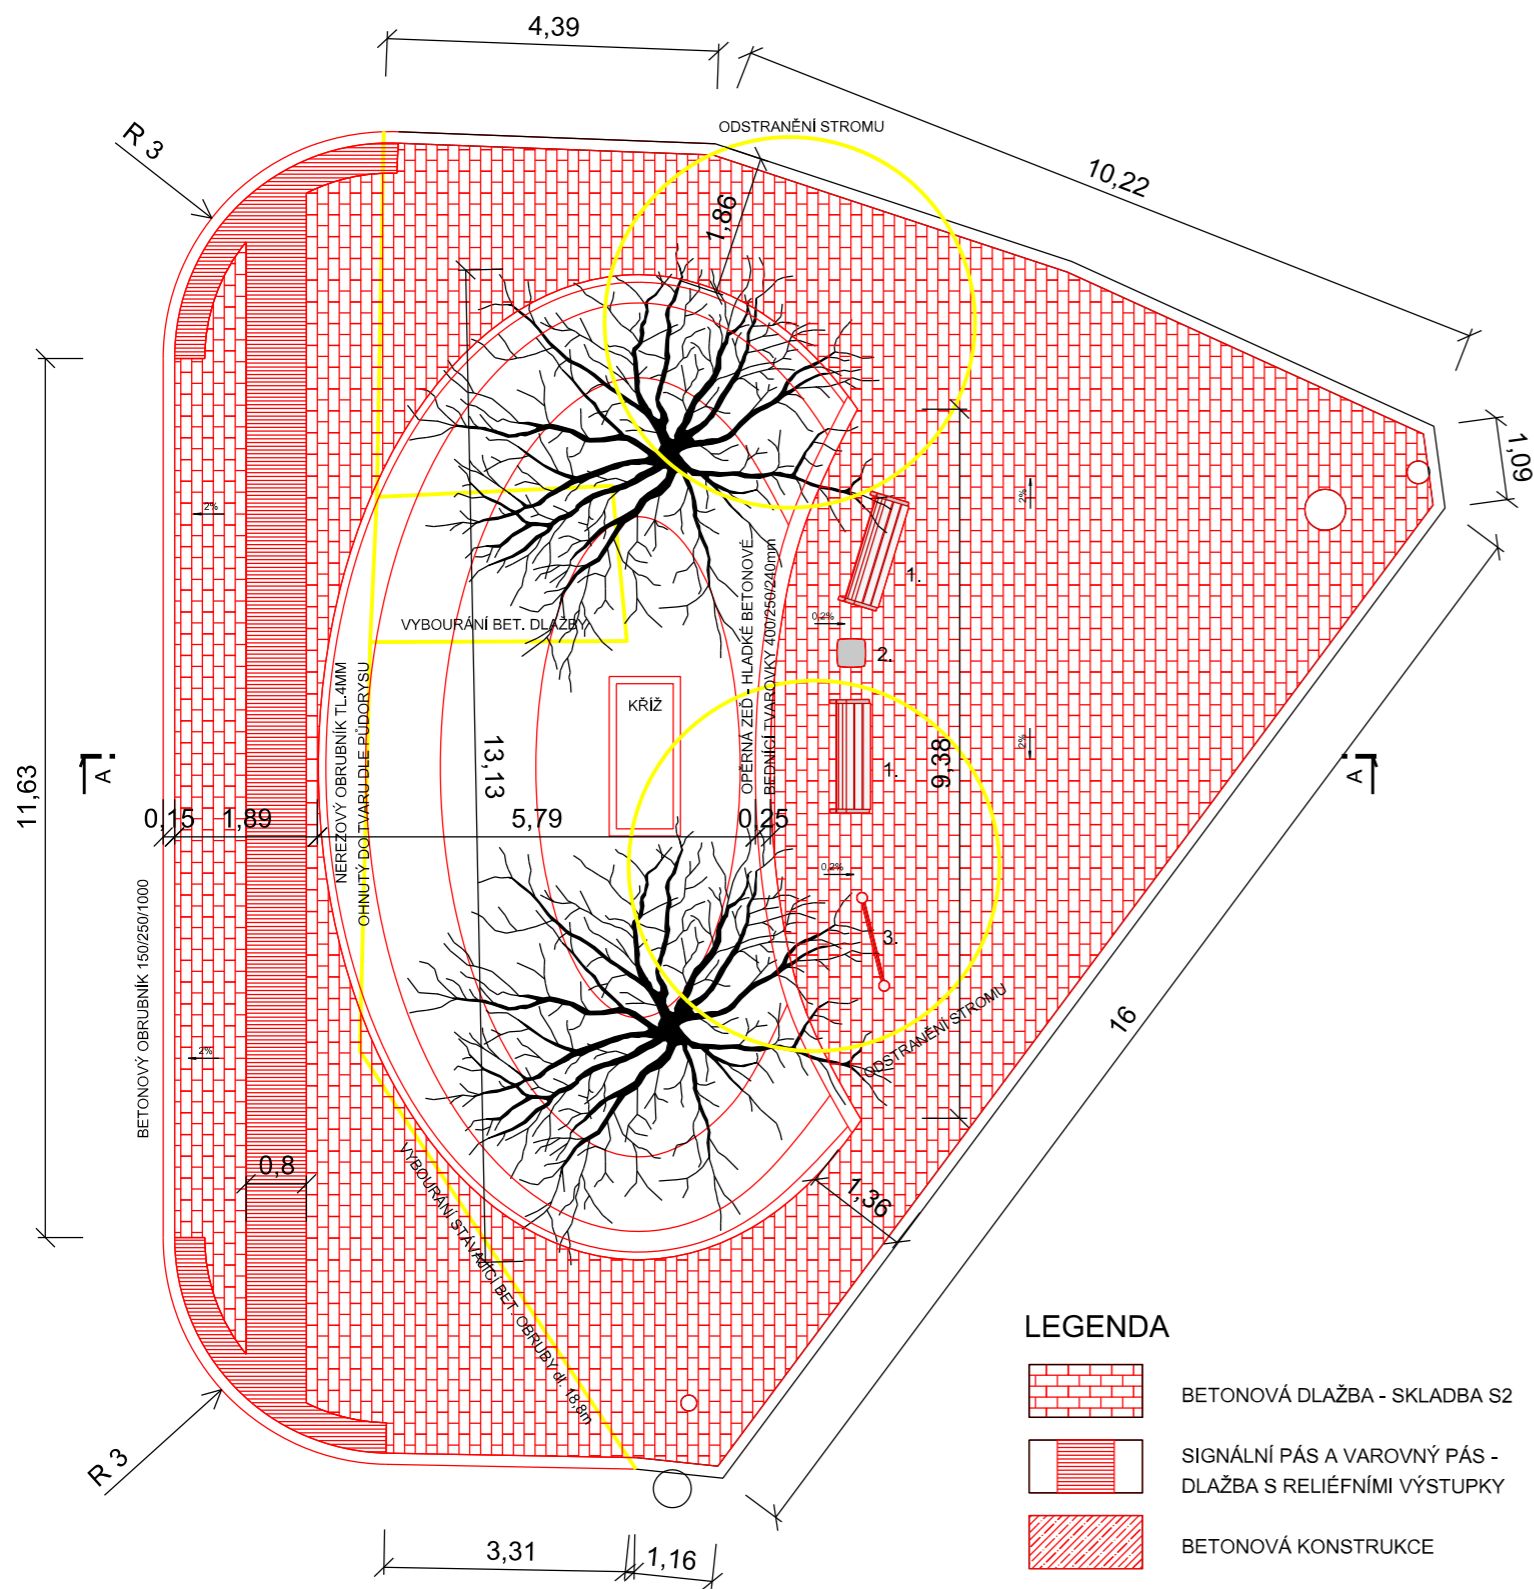 4,39
ODSTRANĚNÍ STROMU
R 3
10,22
1,86
1,09
2%
2%
1.
0,2%
VYBOURÁNÍ BET. DLAŽBY
2.
KŘÍŽ
NEREZOVÝ OBRUBNÍK TL.4MM
OHNUTÝ DO TVARU DLE PŮDORYSU
OPĚRNÁ ZEĎ - HLADKÉ BETONOVÉ
BEDNÍCÍ TVAROVKY 400/250/240mm
13,13
9,38
2%
1.
A
A
11,63
0,15
1,89
5,79
0,25
0,2%
BETONOVÝ OBRUBNÍK 150/250/1000
3.
ODSTRANĚNÍ STROMU
16
2%
0,8
1,36
VYBOURÁNÍ STÁVAJÍCÍ BET. OBRUBY dl. 18,8m
R 3
3,31
1,16
LEGENDA
BETONOVÁ DLAŽBA - SKLADBA S2
SIGNÁLNÍ PÁS A VAROVNÝ PÁS -
DLAŽBA S RELIÉFNÍMI VÝSTUPKY
BETONOVÁ KONSTRUKCE